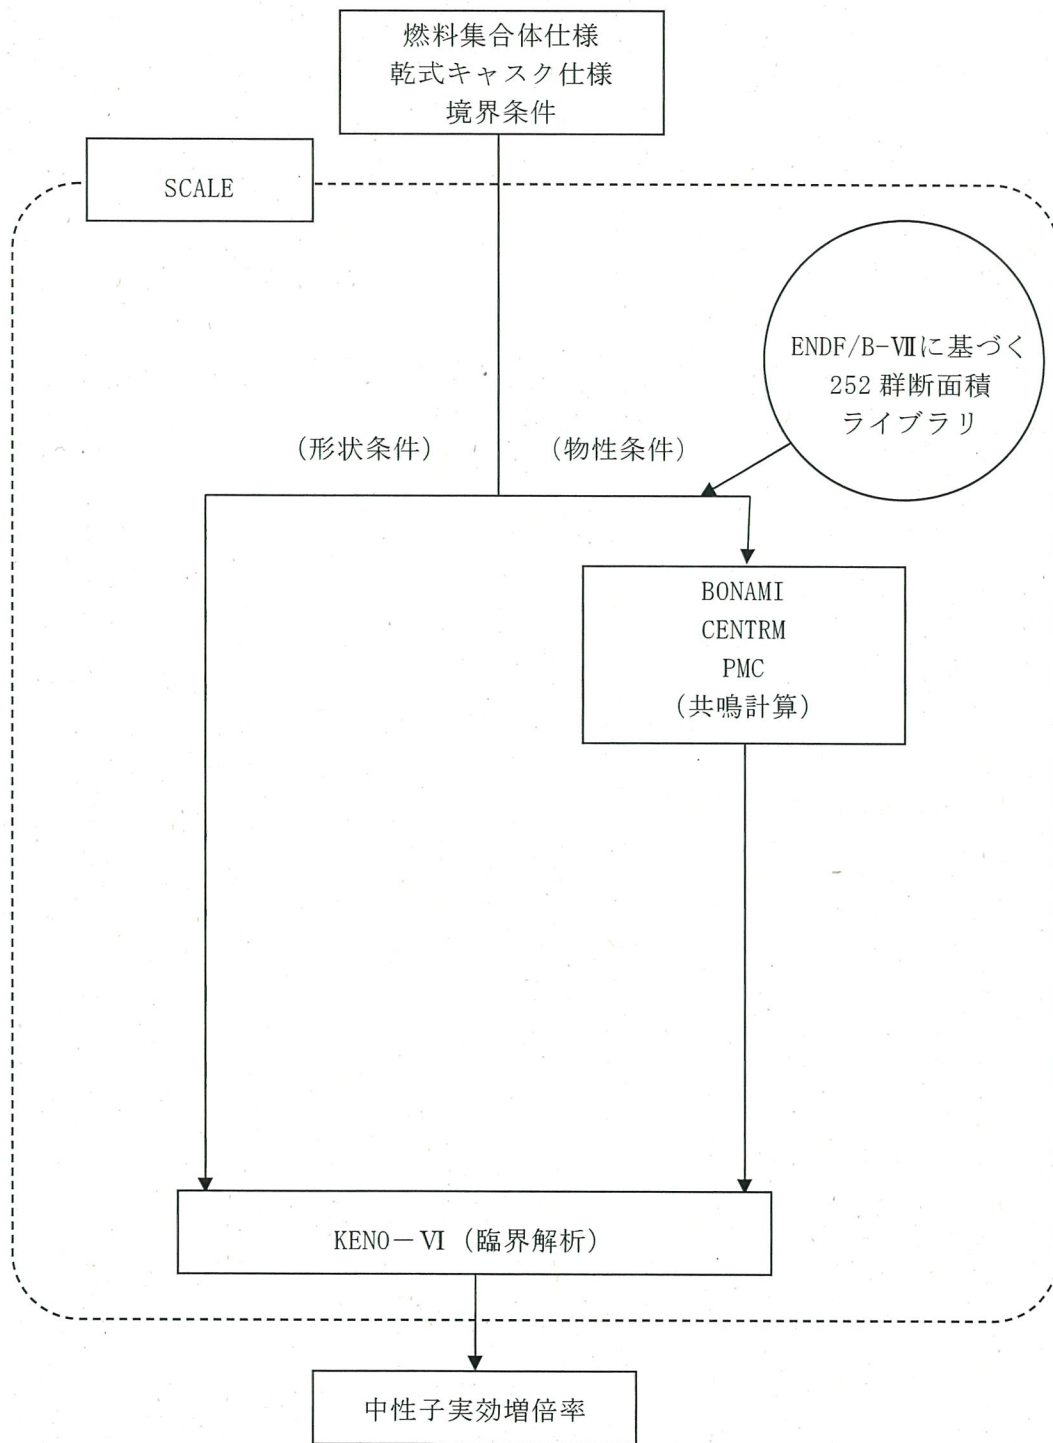 燃料集合体仕様
乾式キャスク仕様
境界条件
SCALE
ENDF/B-Ⅶに基づく
252 群断面積
ライブラリ
(形状条件)
(物性条件)
BONAMI
CENTRM
PMC
(共鳴計算)
KENO－Ⅵ (臨界解析)
中性子実効増倍率